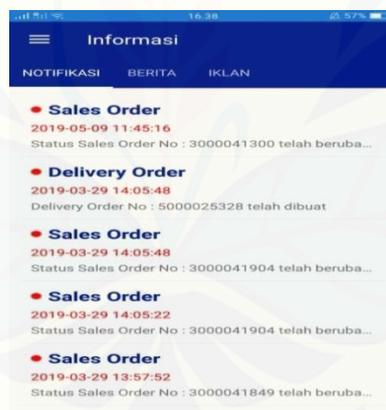 16.38 57%
Informasi
NOTIFIKASI BERITA IKLAN
Sales Order
2019-05-09 11:45:16
Status Sales Order No : 3000041300 telah beruba...
Delivery Order
2019-03-29 14:05:48
Delivery Order No : 5000025328 telah dibuat
Sales Order
2019-03-29 14:05:48
Status Sales Order No : 3000041904 telah beruba...
Sales Order
2019-03-29 14:05:22
Status Sales Order No : 3000041904 telah beruba...
Sales Order
2019-03-29 13:57:52
Status Sales Order No : 3000041849 telah beruba...